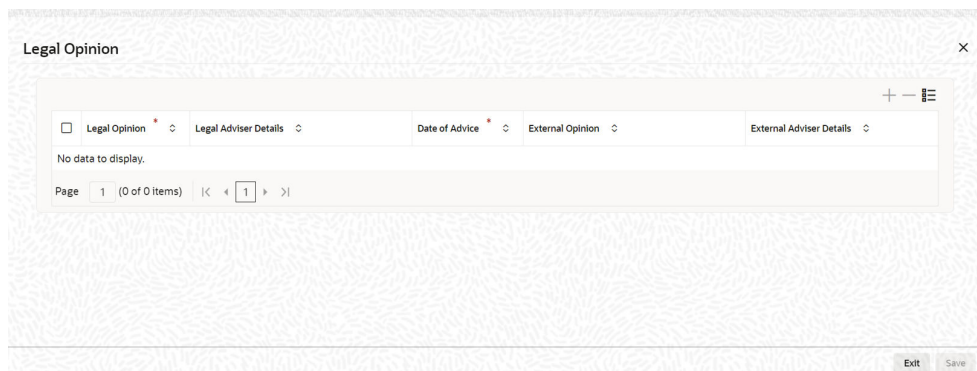 Legal Opinion
Legal Opinion * Legal Adviser Details Date of Advice * External Opinion External Adviser Details
No data to display.
Page 1 (0 of 0 items) 1
Exit Save